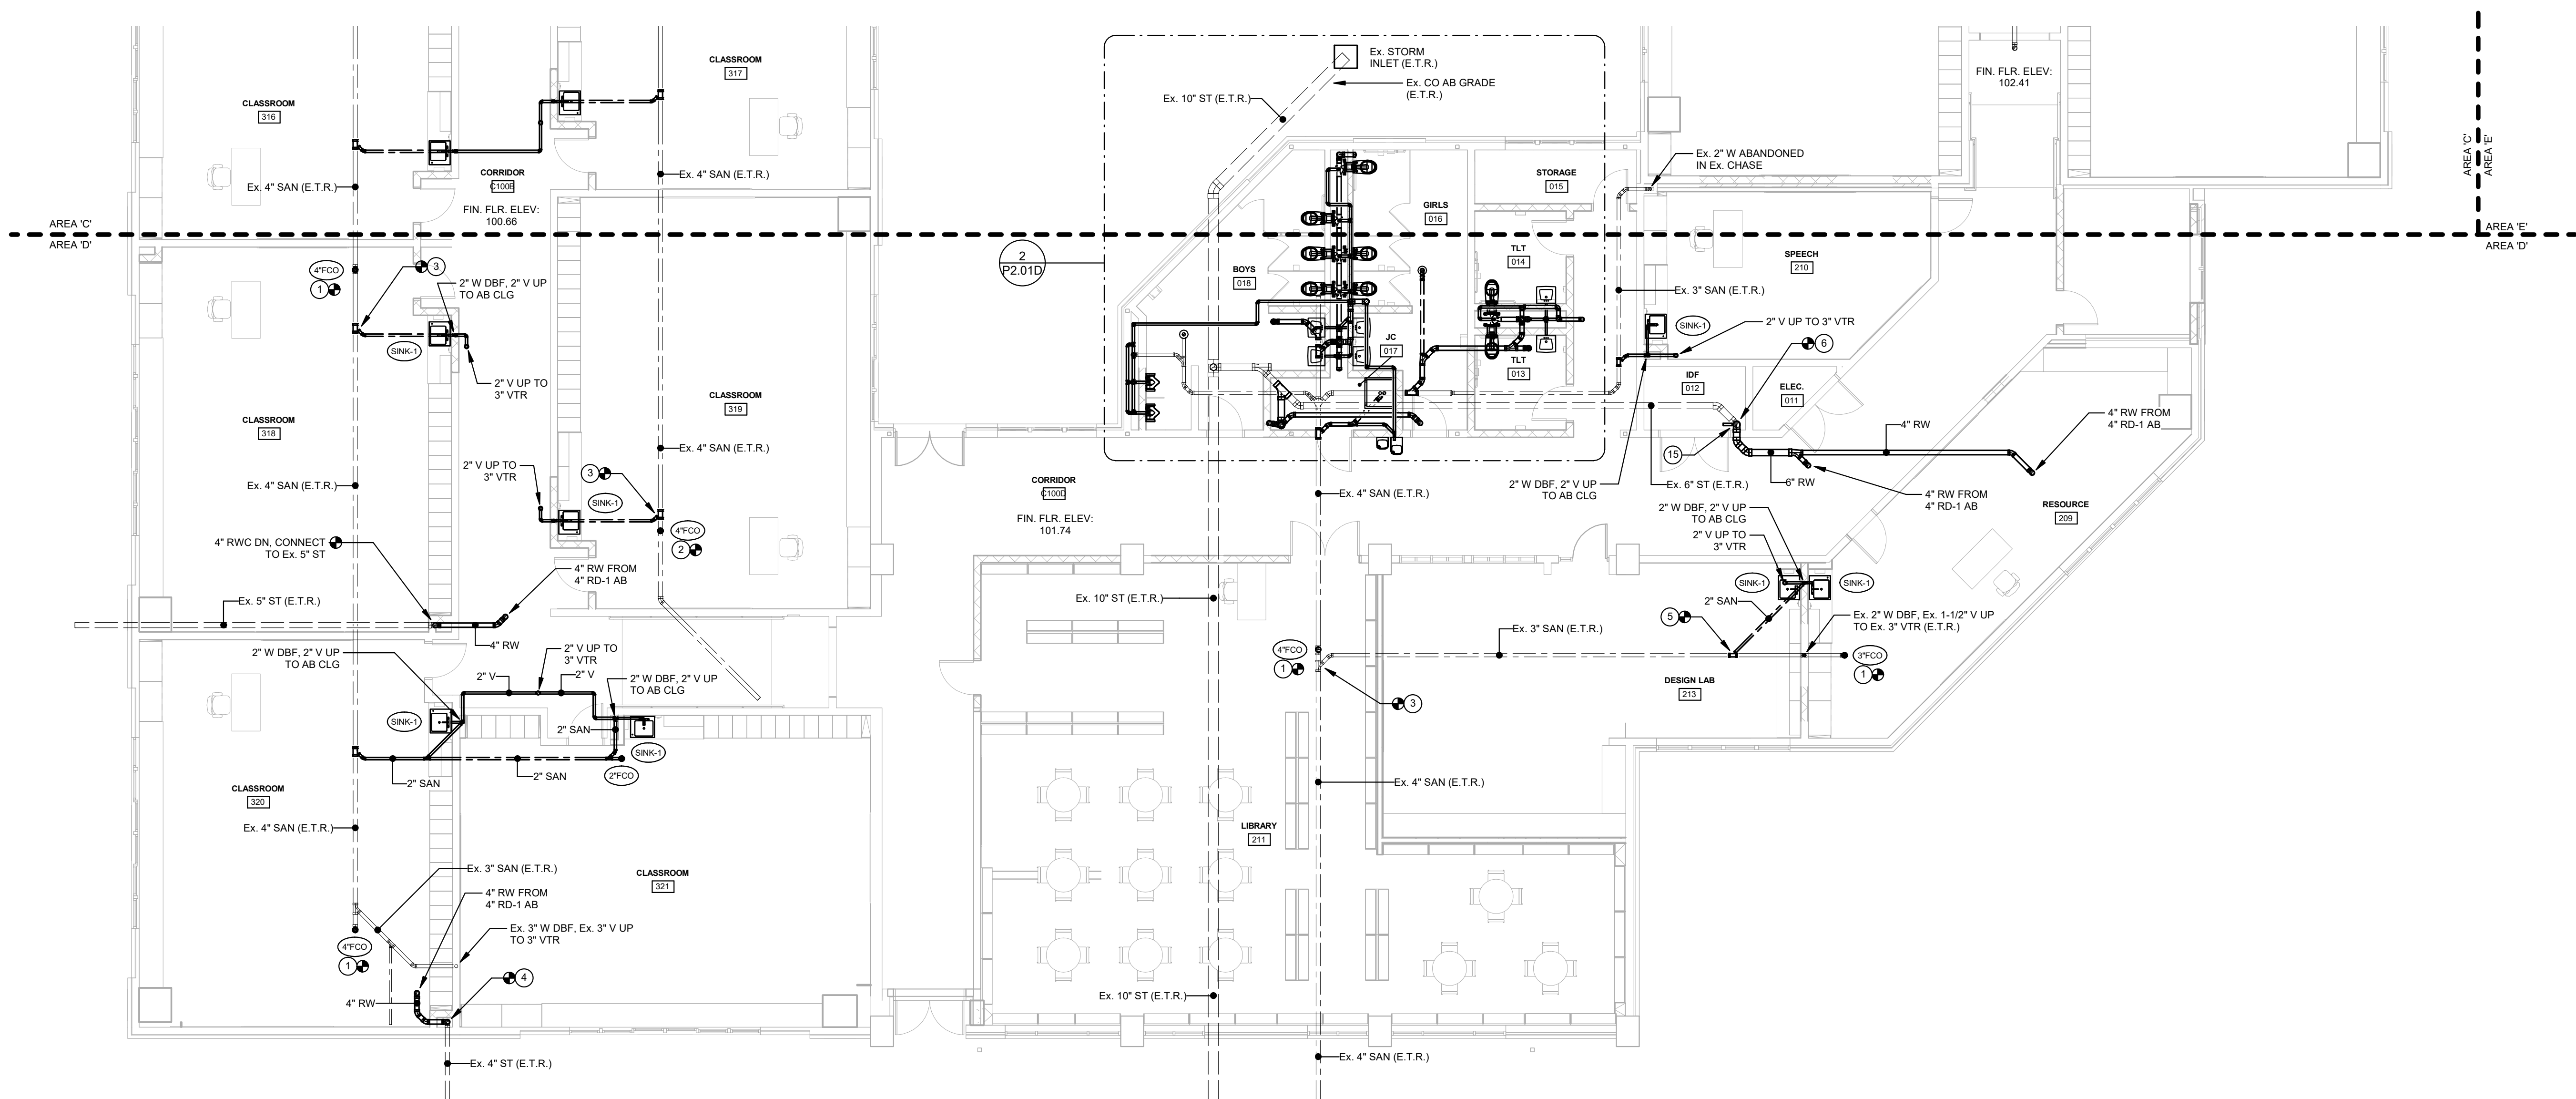 CLASSROOM
317
Ex. STORM
INLET (E.T.R.)
Ex. CO AB GRADE
(E.T.R.)
Ex. 10" ST (E.T.R.)
FIN. FLR. ELEV:
102.41
CLASSROOM
316
Ex. 4" SAN (E.T.R.)
CORRIDOR
C100B
FIN. FLR. ELEV:
100.66
Ex. 4" SAN (E.T.R.)
Ex. 2" W ABANDONED
IN Ex. CHASE
STORAGE
015
GIRLS
016
AREA 'C'
AREA 'E'
AREA 'C'
AREA 'D'
AREA 'E'
AREA 'D'
2
P2.01D
BOYS
018
TLT
014
SPEECH
210
Ex. 3" SAN (E.T.R.)
4"FCO
1
3
2" W DBF, 2" V UP
TO AB CLG
SINK-1
2" V UP TO
3" VTR
JC
017
TLT
013
SINK-1
2" V UP TO 3" VTR
6
IDF
012
ELEC.
011
CLASSROOM
318
CLASSROOM
319
Ex. 4" SAN (E.T.R.)
2" V UP TO
3" VTR
3
SINK-1
4"FCO
2
Ex. 4" SAN (E.T.R.)
4" RW FROM
4" RD-1 AB
4" RW
15
6" RW
2" W DBF, 2" V UP
TO AB CLG
Ex. 6" ST (E.T.R.)
4" RW FROM
4" RD-1 AB
RESOURCE
209
CORRIDOR
C100D
FIN. FLR. ELEV:
101.74
Ex. 4" SAN (E.T.R.)
2" W DBF, 2" V UP
TO AB CLG
2" V UP TO
3" VTR
SINK-1
SINK-1
4" RWC DN, CONNECT
TO Ex. 5" ST
4" RW FROM
4" RD-1 AB
Ex. 5" ST (E.T.R.)
4" RW
Ex. 10" ST (E.T.R.)
2" SAN
5
Ex. 2" W DBF, Ex. 1-1/2" V UP
TO Ex. 3" VTR (E.T.R.)
Ex. 3" SAN (E.T.R.)
4"FCO
1
3
3"FCO
1
DESIGN LAB
213
2" W DBF, 2" V UP
TO AB CLG
2" V
2" V UP TO
3" VTR
2" V
2" W DBF, 2" V UP
TO AB CLG
SINK-1
2" SAN
SINK-1
2" SAN
2" SAN
2"FCO
CLASSROOM
320
Ex. 4" SAN (E.T.R.)
Ex. 4" SAN (E.T.R.)
LIBRARY
211
Ex. 3" SAN (E.T.R.)
CLASSROOM
321
4" RW FROM
4" RD-1 AB
Ex. 3" W DBF, Ex. 3" V UP
TO 3" VTR
4"FCO
1
4
4" RW
Ex. 10" ST (E.T.R.)
Ex. 4" ST (E.T.R.)
Ex. 4" SAN (E.T.R.)